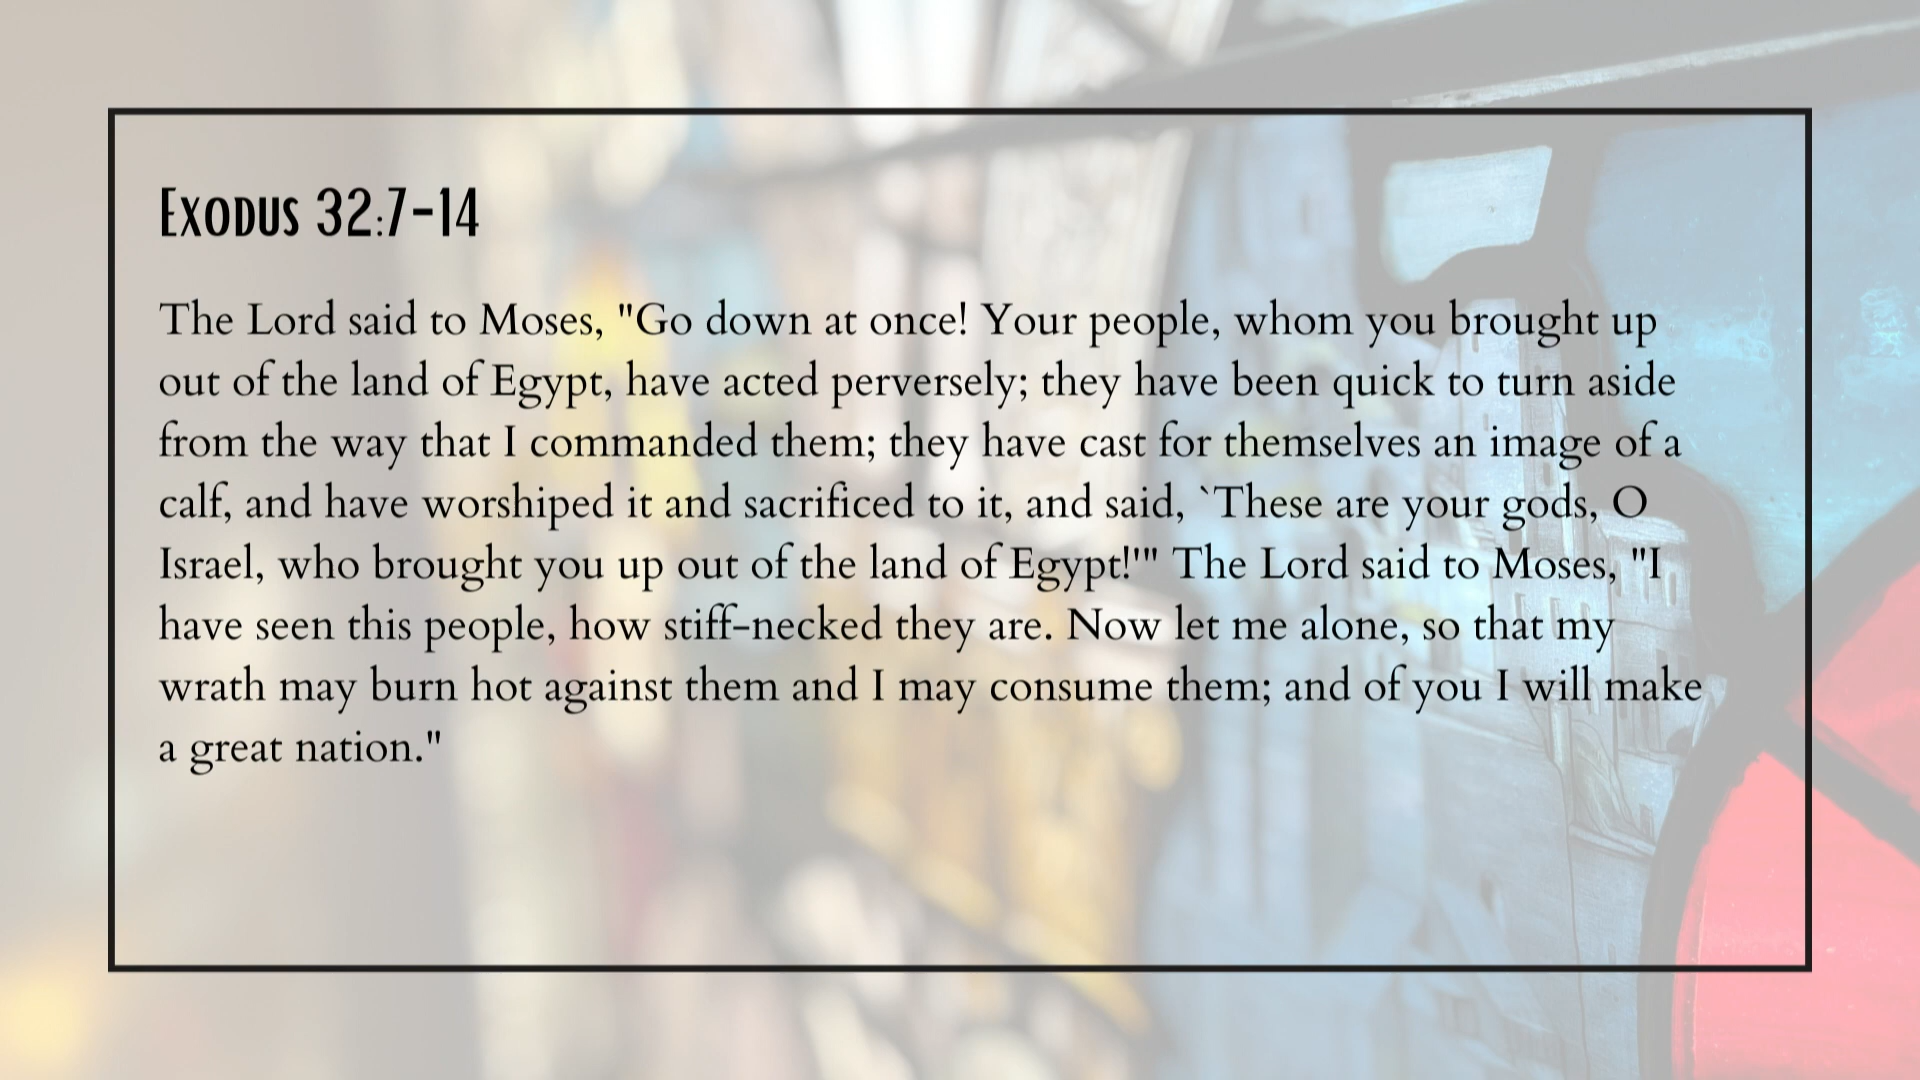 Exodus 32:7-14
The Lord said to Moses, "Go down at once! Your people, whom you brought up
out of the land of Egypt, have acted perversely; they have been quick to turn aside
from the way that I commanded them; they have cast for themselves an image of a
calf, and have worshiped it and sacrificed to it, and said, `These are your gods, O
Israel, who brought you up out of the land of Egypt!'" The Lord said to Moses, "I
have seen this people, how stiff-necked they are. Now let me alone, so that my
wrath may burn hot against them and I may consume them; and of you I will make
a great nation."